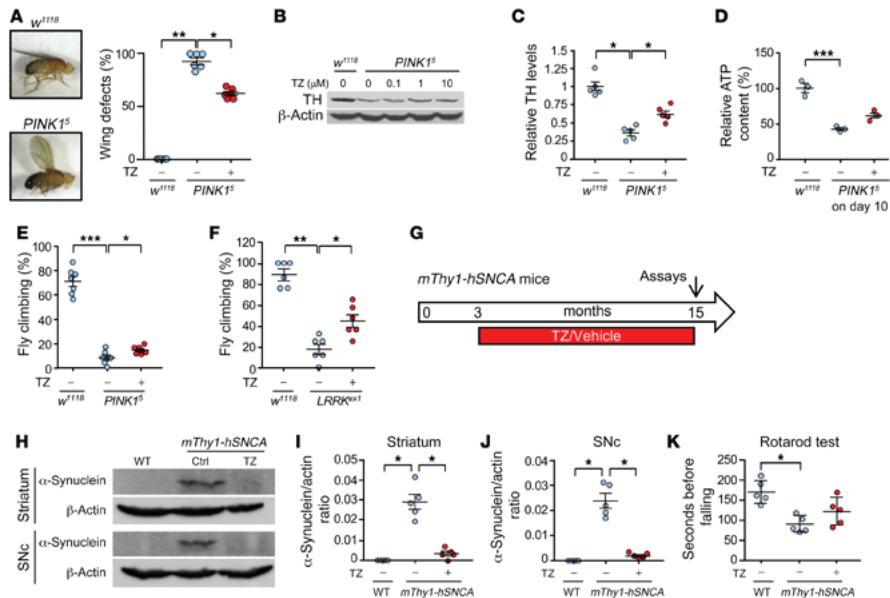 A
w¹¹¹⁸
PINK1⁵
Wing defects (%)
100
50
0
**
*
TZ
–
–
+
w¹¹¹⁸
PINK1⁵
B
w¹¹¹⁸
PINK1⁵
TZ (μM)
0
0
0.1
1
10
TH
β-Actin
C
Relative TH levels
1.5
1.25
1
0.75
0.5
0.25
*
*
TZ
–
–
+
w¹¹¹⁸
PINK1⁵
D
Relative ATP
content (%)
150
100
50
0
***
TZ
–
–
+
w¹¹¹⁸
PINK1⁵
on day 10
E
Fly climbing (%)
100
80
60
40
20
0
***
*
TZ
–
–
+
w¹¹¹⁸
PINK1⁵
F
Fly climbing (%)
120
100
80
60
40
20
0
**
*
TZ
–
–
+
w¹¹¹⁸
LRRKᵉˣ¹
G
mThy1-hSNCA mice
Assays
0
3
months
15
TZ/Vehicle
H
mThy1-hSNCA
WT
Ctrl
TZ
Striatum
α-Synuclein
β-Actin
SNc
α-Synuclein
β-Actin
I
Striatum
α-Synuclein/actin
ratio
0.05
0.04
0.03
0.02
0.01
0
*
*
TZ
–
–
+
WT
mThy1-hSNCA
J
SNc
α-Synuclein/actin
ratio
0.04
0.03
0.02
0.01
0
*
*
TZ
–
–
+
WT
mThy1-hSNCA
K
Rotarod test
Seconds before
falling
250
200
150
100
50
0
*
TZ
–
–
+
WT
mThy1-hSNCA